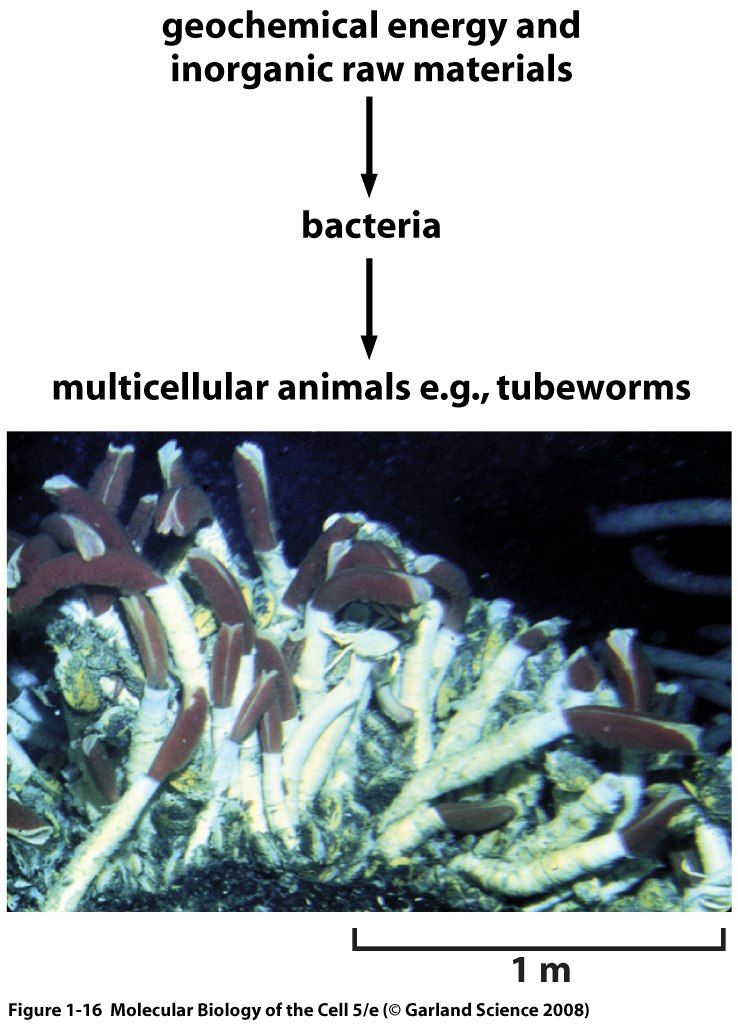 geochemical energy and
inorganic raw materials
bacteria
multicellular animals e.g., tubeworms
1 m
Figure 1-16 Molecular Biology of the Cell 5/e (© Garland Science 2008)